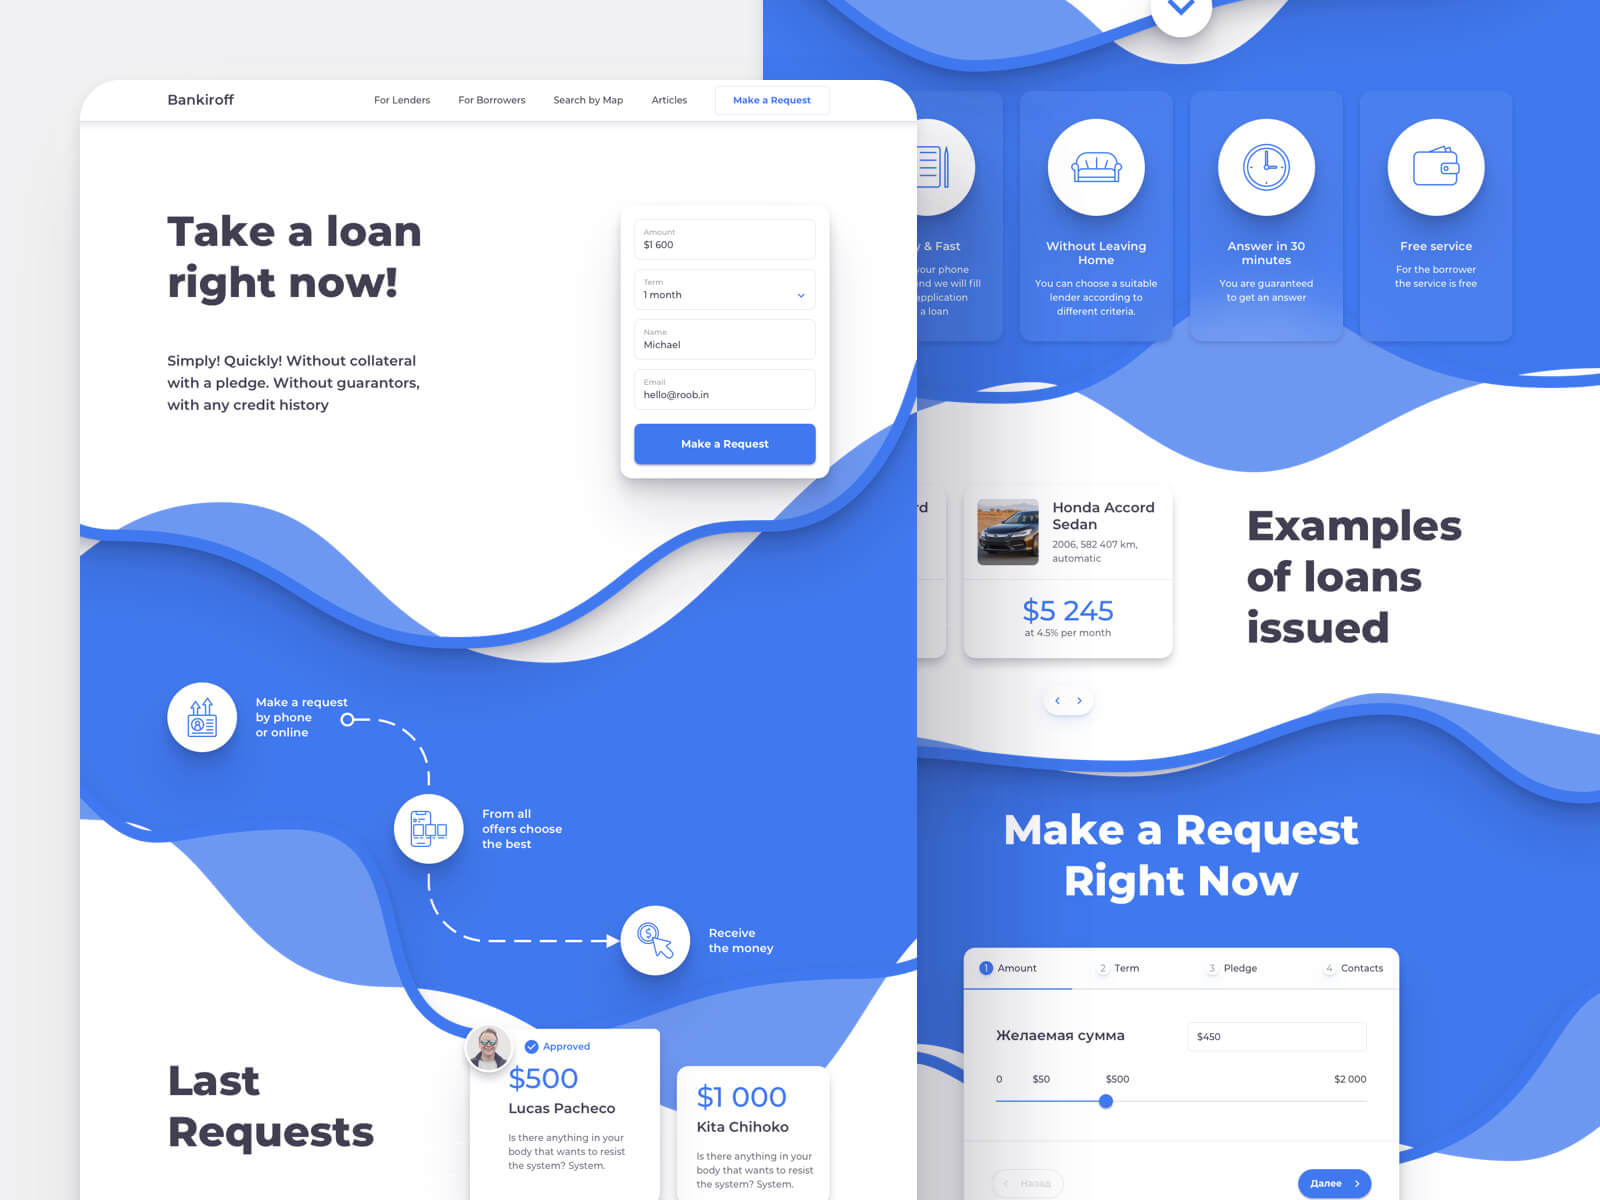 Bankiroff
For Lenders
For Borrowers
Search by Map
Articles
Make a Request
Take a loan
right now!
Simply! Quickly! Without collateral
with a pledge. Without guarantors,
with any credit history
Amount
$1 600
Term
1 month
Name
Michael
Email
hello@roob.in
Make a Request
Make a request
by phone
or online
From all
offers choose
the best
Receive
the money
Last
Requests
Approved
$500
Lucas Pacheco
Is there anything in your
body that wants to resist
the system? System.
$1 000
Kita Chihoko
Is there anything in your
body that wants to resist
the system? System.
& Fast
your phone
and we will fill
application
a loan
Without Leaving
Home
You can choose a suitable
lender according to
different criteria.
Answer in 30
minutes
You are guaranteed
to get an answer
Free service
For the borrower
the service is free
Honda Accord
Sedan
2006, 582 407 km,
automatic
$5 245
at 4.5% per month
Examples
of loans
issued
Make a Request
Right Now
1 Amount
2 Term
3 Pledge
4 Contacts
Желаемая сумма
$450
0 $50 $500 $2 000
Назад
Далее